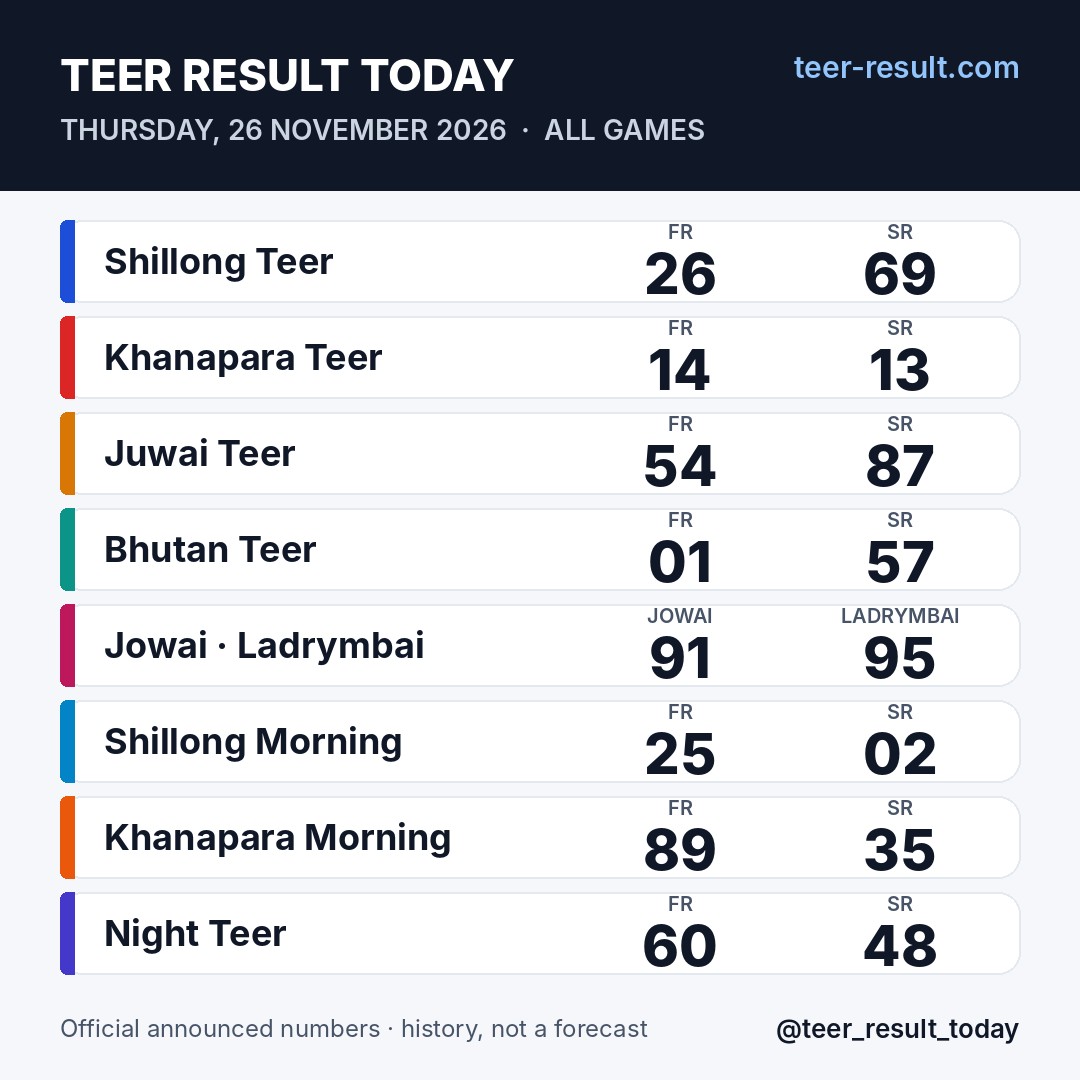 TEER RESULT TODAY
teer-result.com
THURSDAY, 26 NOVEMBER 2026 · ALL GAMES
FR SR
Shillong Teer 26 69
FR SR
Khanapara Teer 14 13
FR SR
Juwai Teer 54 87
FR SR
Bhutan Teer 01 57
JOWAI LADRYMBAI
Jowai · Ladrymbai 91 95
FR SR
Shillong Morning 25 02
FR SR
Khanapara Morning 89 35
FR SR
Night Teer 60 48
Official announced numbers · history, not a forecast
@teer_result_today